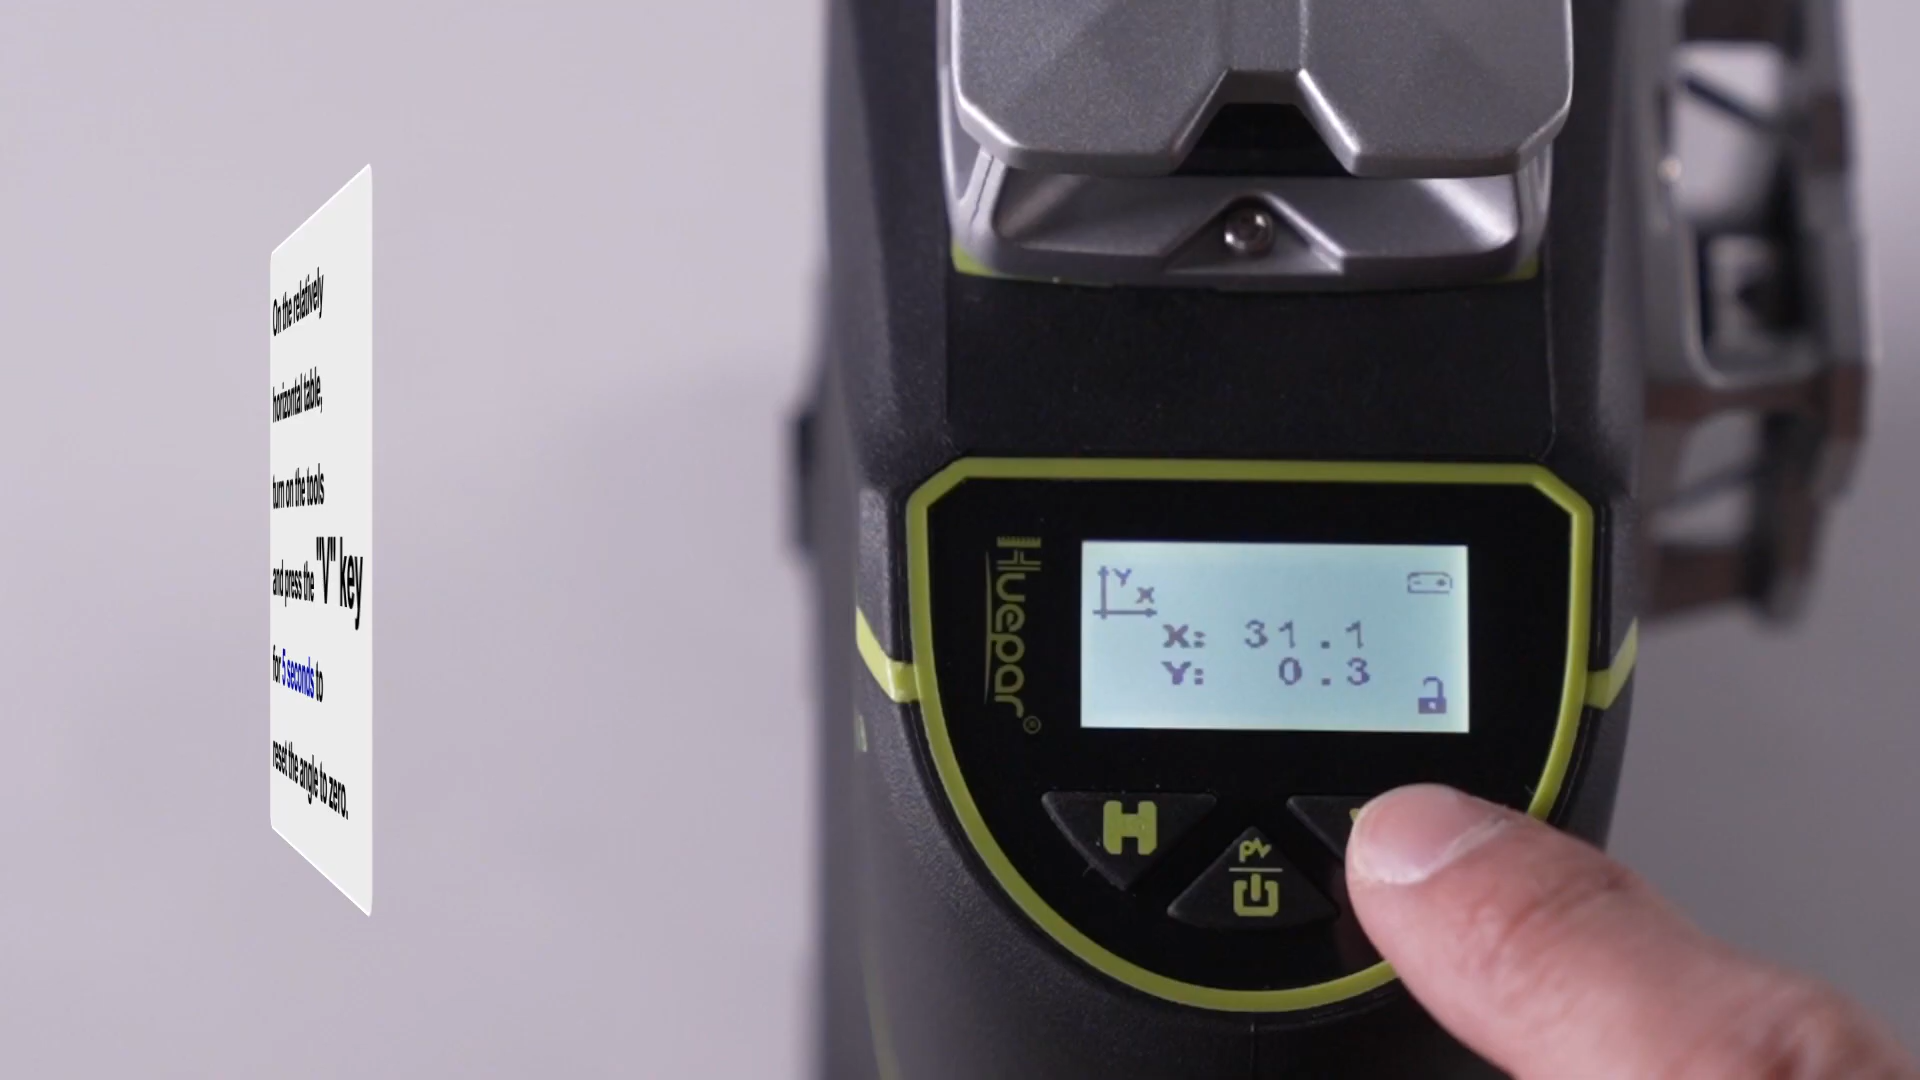 On the relatively
horizontal table,
turn on the tools
and press the "V" key
for 5 seconds to
reset the angle to zero.
Huepar®
Y
X
X: 31.1
Y: 0.3
H